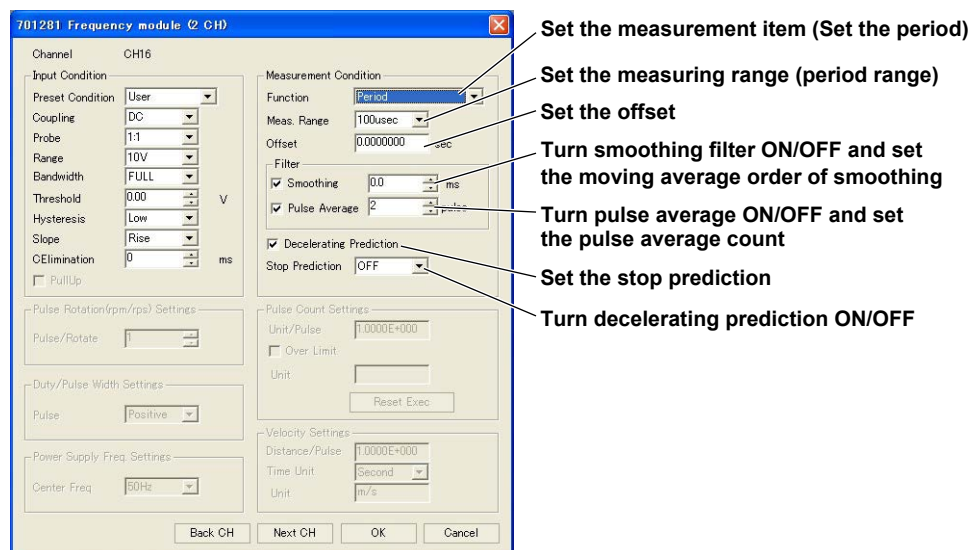 701281 Frequency module (2 CH)
Channel CH16
Input Condition
Preset Condition User
Coupling DC
Probe 1:1
Range 10V
Bandwidth FULL
Threshold 0.00 V
Hysteresis Low
Slope Rise
CElimination 0 ms
PullUp
Pulse Rotation(rpm/rps) Settings
Pulse/Rotate 1
Duty/Pulse Width Settings
Pulse Positive
Power Supply Freq. Settings
Center Freq 50Hz
Measurement Condition
Function Period
Meas. Range 100usec
Offset 0.0000000 sec
Filter
Smoothing 0.0 ms
Pulse Average 2 pulse
Decelerating Prediction
Stop Prediction OFF
Pulse Count Settings
Unit/Pulse 1.0000E+000
Over Limit
Unit
Reset Exec
Velocity Settings
Distance/Pulse 1.0000E+000
Time Unit Second
Unit m/s
Back CH Next CH OK Cancel
Set the measurement item (Set the period)
Set the measuring range (period range)
Set the offset
Turn smoothing filter ON/OFF and set
the moving average order of smoothing
Turn pulse average ON/OFF and set
the pulse average count
Set the stop prediction
Turn decelerating prediction ON/OFF